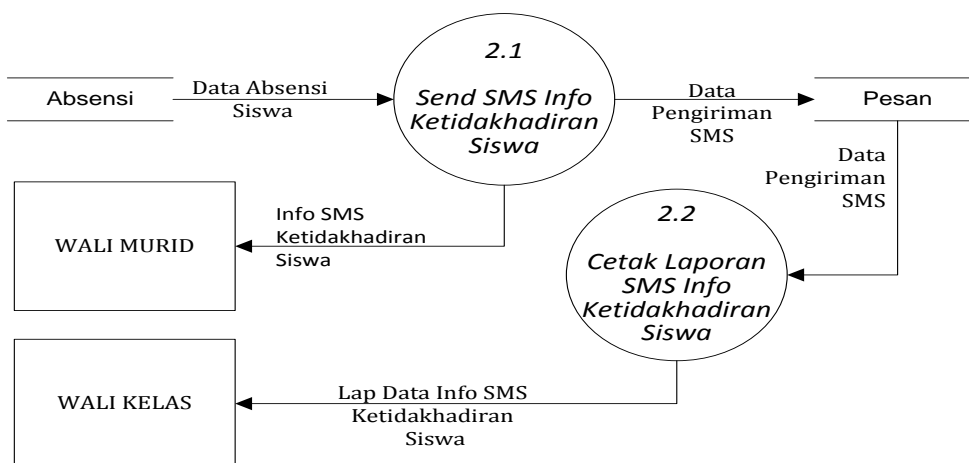 2.1
Send SMS Info
Ketidakhadiran
Siswa
Absensi
Data Absensi
Siswa
Data
Pengiriman
SMS
Pesan
Data
Pengiriman
SMS
Info SMS
Ketidakhadiran
Siswa
WALI MURID
2.2
Cetak Laporan
SMS Info
Ketidakhadiran
Siswa
WALI KELAS
Lap Data Info SMS
Ketidakhadiran
Siswa